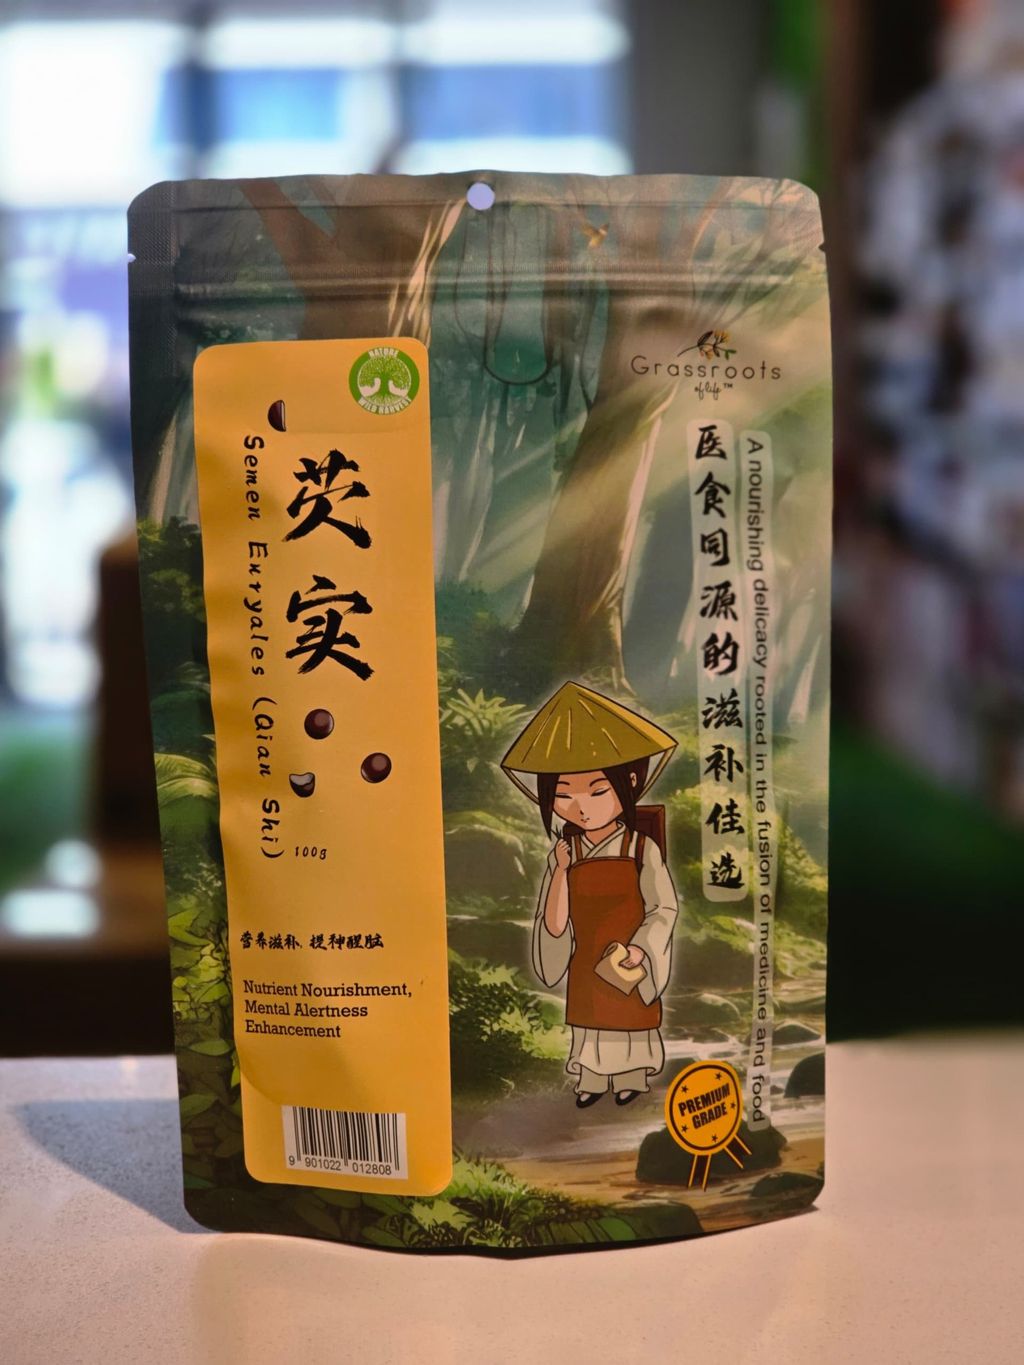 NATURE
WILD HARVEST
芡实
Semen Euryales (Qian Shi)
100g
营养滋补，提神醒脑
Nutrient Nourishment,
Mental Alertness
Enhancement
9 901022 012808
Grassroots
of life™
医食同源的滋补佳选
A nourishing delicacy rooted in the fusion of medicine and food
PREMIUM
GRADE